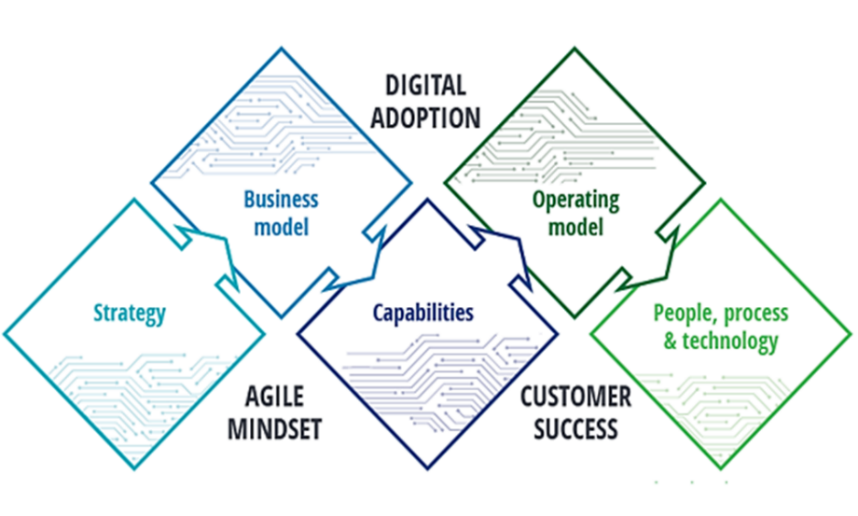 DIGITAL
ADOPTION
Business
model
Operating
model
Strategy
Capabilities
People, process
& technology
AGILE
MINDSET
CUSTOMER
SUCCESS